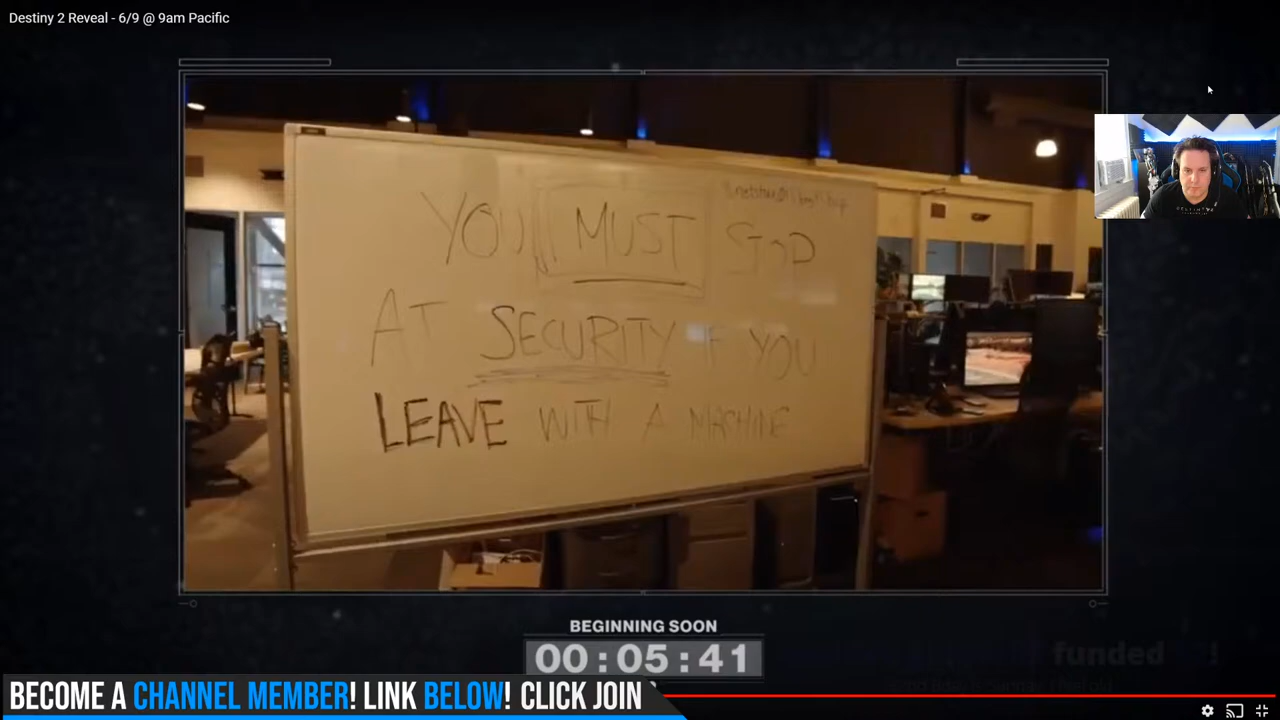 Destiny 2 Reveal - 6/9 @ 9am Pacific
YOU MUST STOP
AT SECURITY IF YOU
LEAVE WITH A MACHINE
BEGINNING SOON
00:05:41
funded
BECOME A CHANNEL MEMBER! LINK BELOW! CLICK JOIN